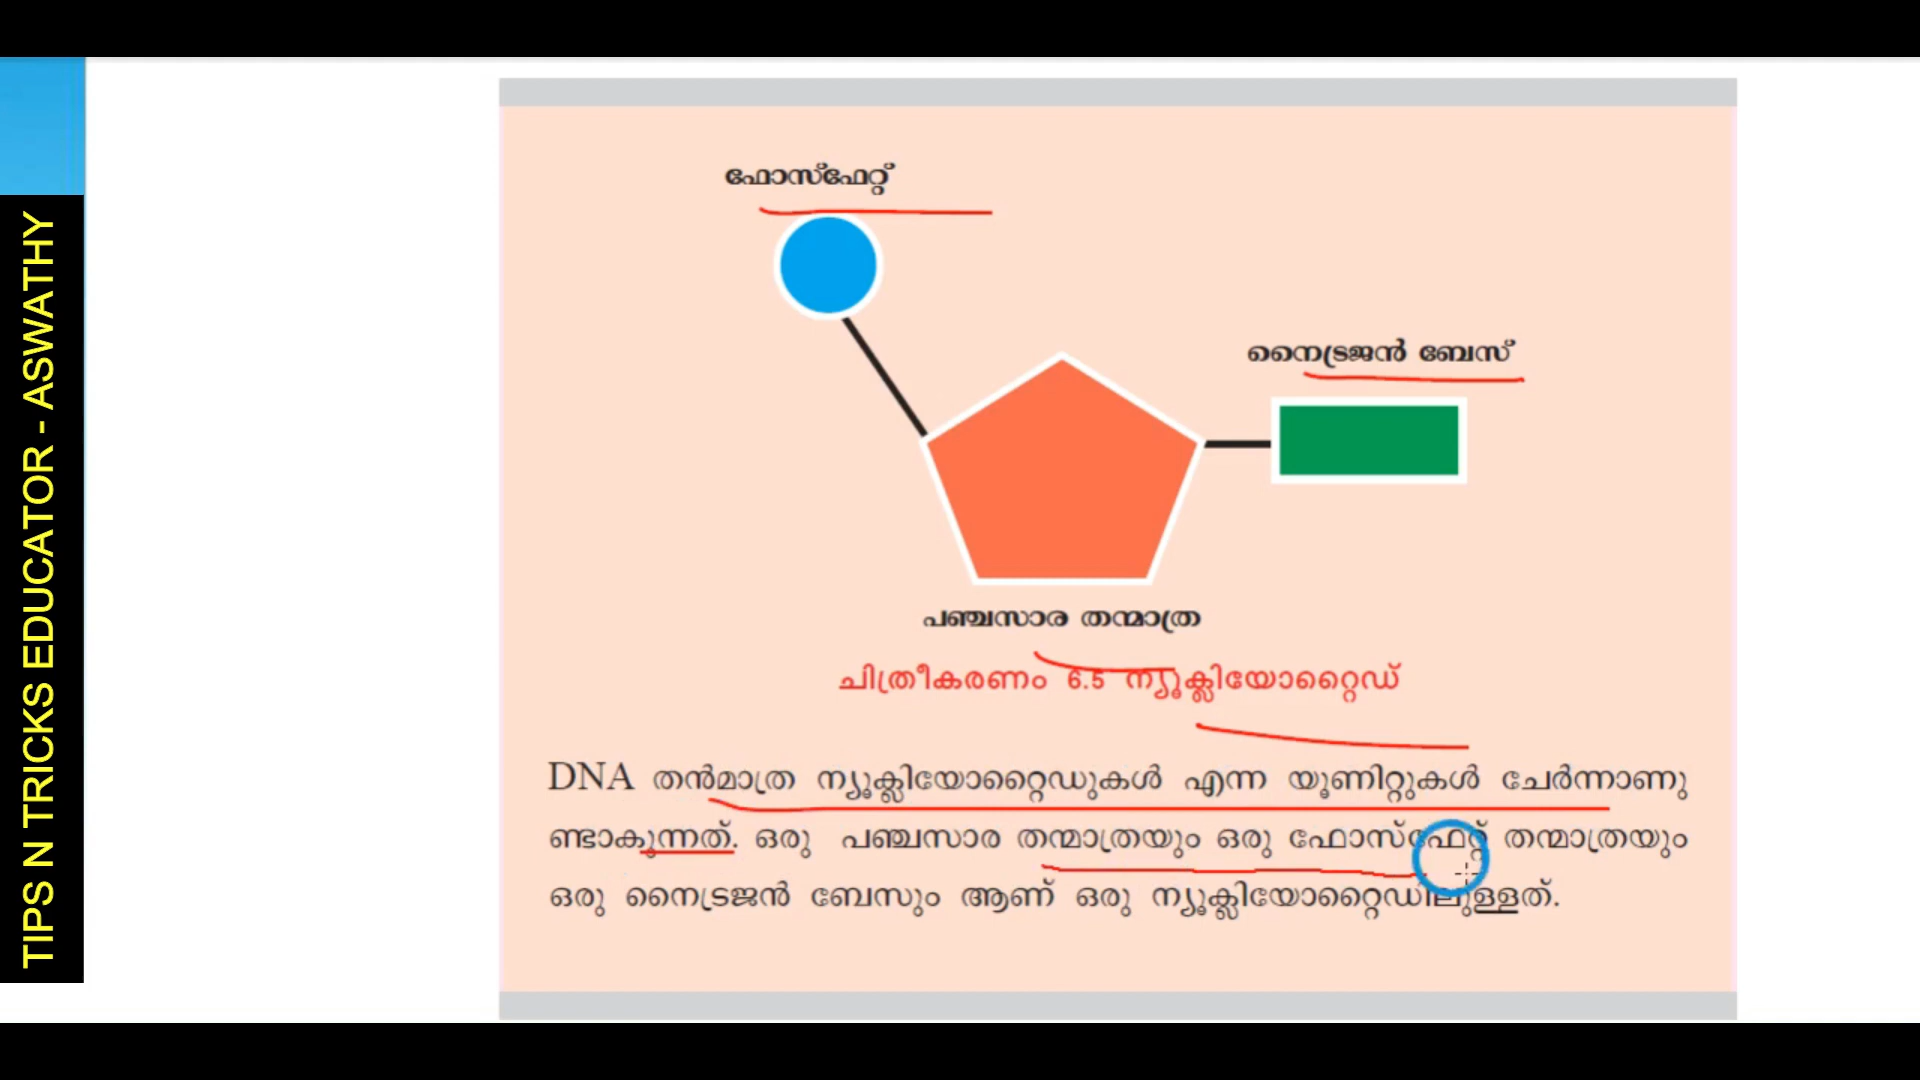 TIPS N TRICKS EDUCATOR - ASWATHY
ഫോസ്ഫേറ്റ്
നൈട്രജൻ ബേസ്
പഞ്ചസാര തന്മാത്ര
ചിത്രീകരണം 6.5 ന്യൂക്ലിയോറ്റൈഡ്
DNA തൻമാത്ര ന്യൂക്ലിയോറ്റൈഡുകൾ എന്ന യൂണിറ്റുകൾ ചേർന്നാണു
ണ്ടാകുന്നത്. ഒരു പഞ്ചസാര തന്മാത്രയും ഒരു ഫോസ്ഫേറ്റ് തന്മാത്രയും
ഒരു നൈട്രജൻ ബേസും ആണ് ഒരു ന്യൂക്ലിയോറ്റൈഡിലുള്ളത്.